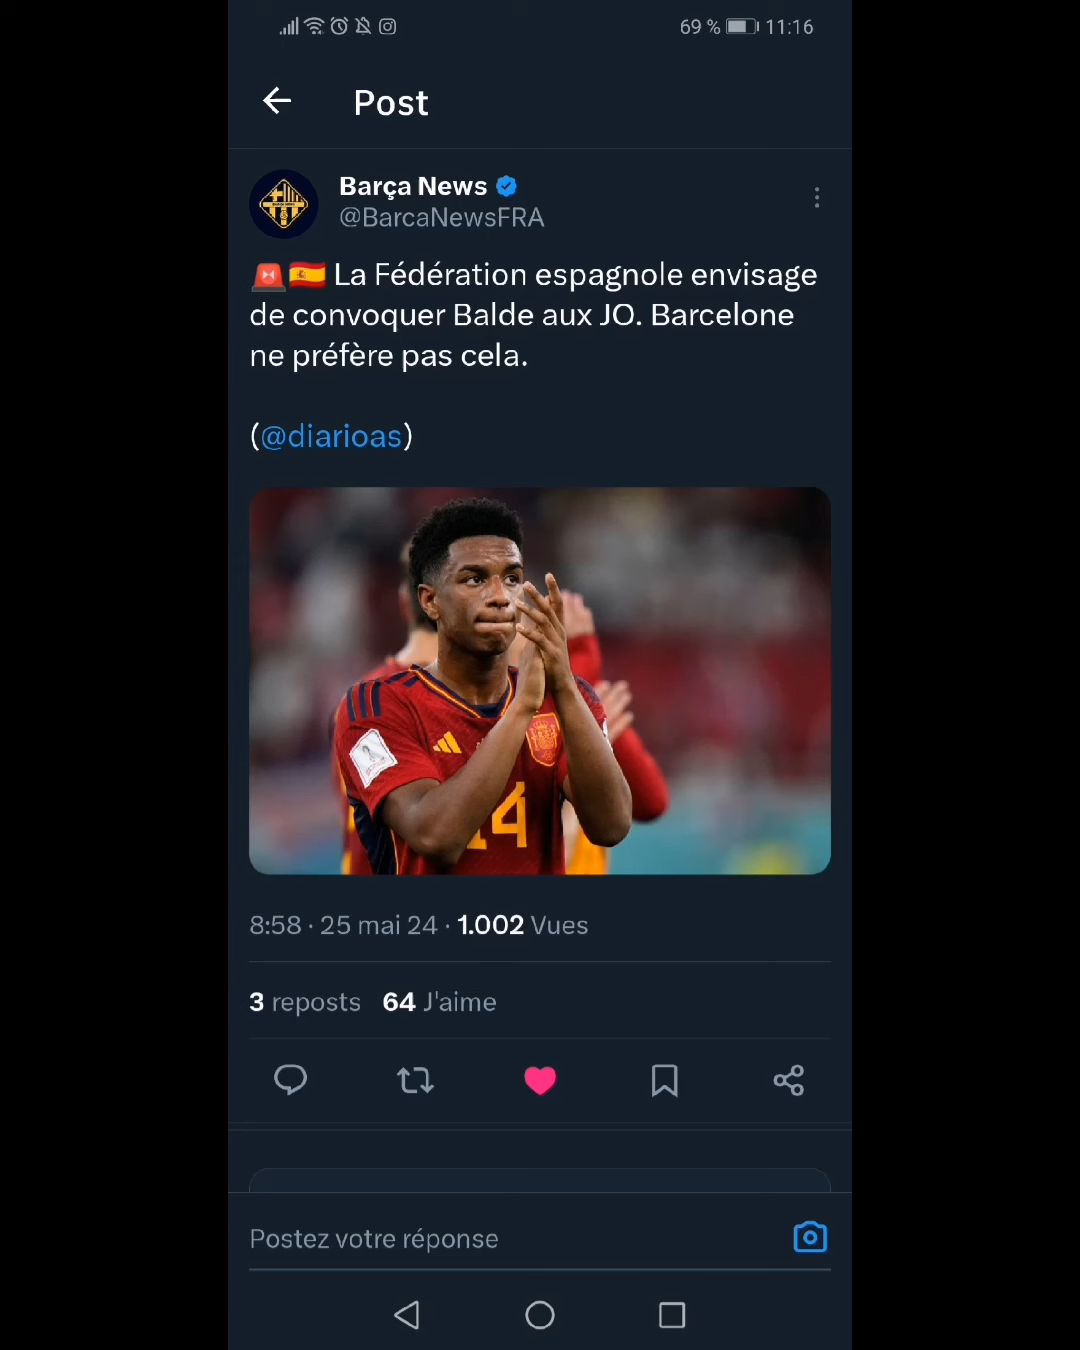 69 % 11:16
Post
Barça News
@BarcaNewsFRA
🚨🇪🇸 La Fédération espagnole envisage
de convoquer Balde aux JO. Barcelone
ne préfère pas cela.
(@diarioas)
14
8:58 · 25 mai 24 · 1.002 Vues
3 reposts 64 J'aime
Postez votre réponse